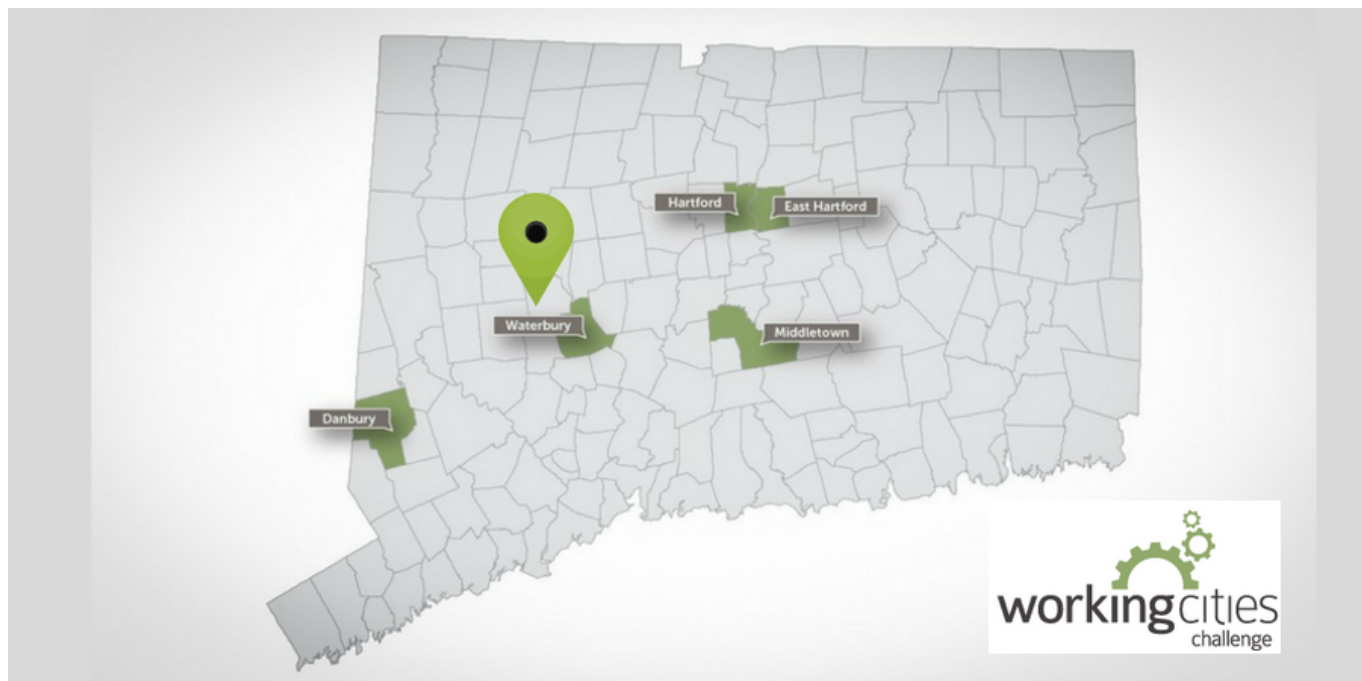 Hartford
East Hartford
Waterbury
Middletown
Danbury
workingcities
challenge